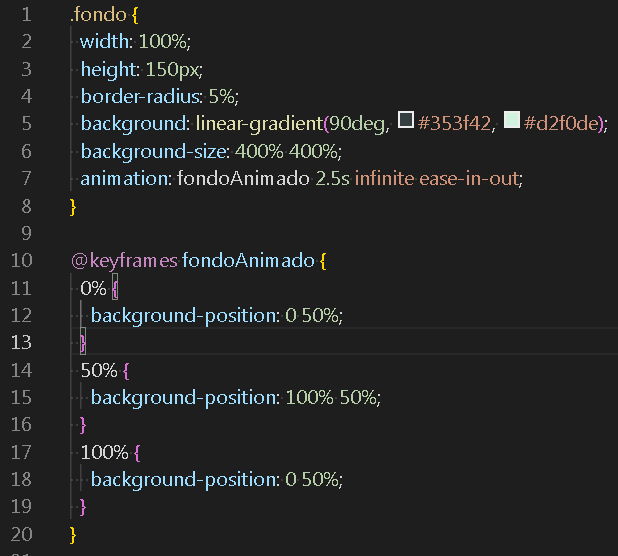 1 .fondo {
2 width: 100%;
3 height: 150px;
4 border-radius: 5%;
5 background: linear-gradient(90deg, #353f42, #d2f0de);
6 background-size: 400% 400%;
7 animation: fondoAnimado 2.5s infinite ease-in-out;
8 }
9
10 @keyframes fondoAnimado {
11 0% {
12 background-position: 0 50%;
13 }
14 50% {
15 background-position: 100% 50%;
16 }
17 100% {
18 background-position: 0 50%;
19 }
20 }